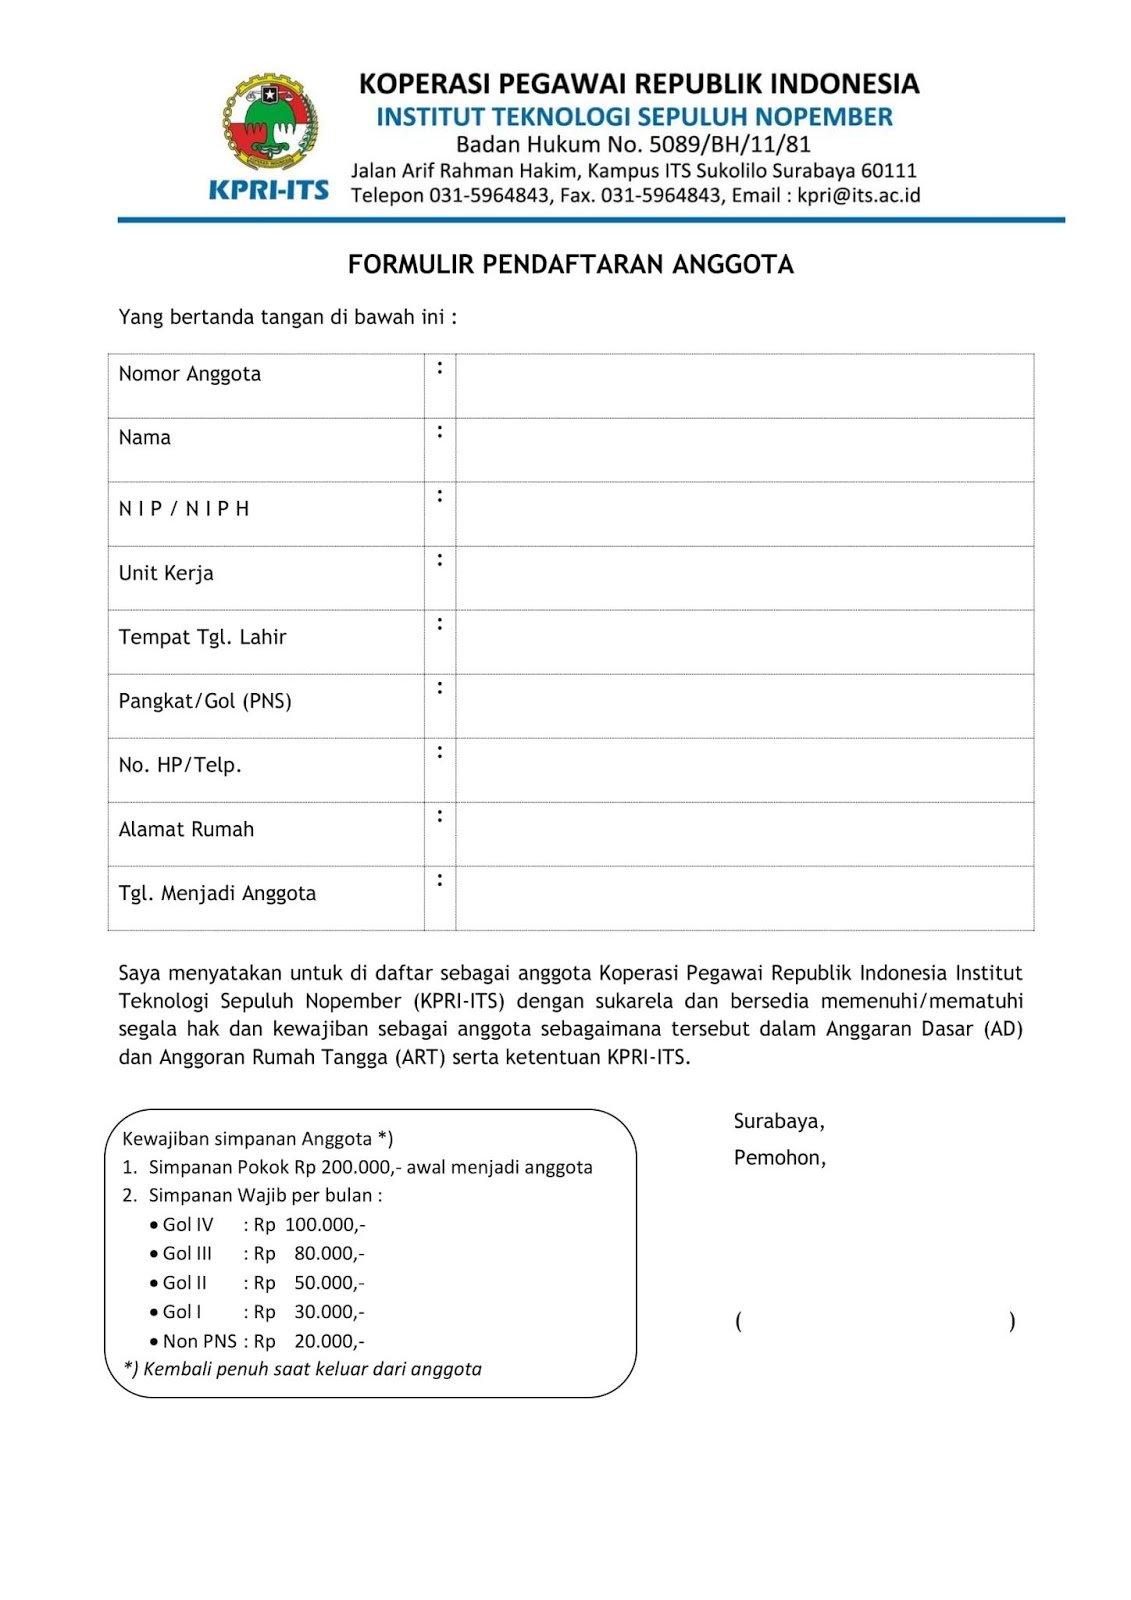 KOPERASI PEGAWAI REPUBLIK INDONESIA
INSTITUT TEKNOLOGI SEPULUH NOPEMBER
Badan Hukum No. 5089/BH/11/81
Jalan Arif Rahman Hakim, Kampus ITS Sukolilo Surabaya 60111
KPRI-ITS
Telepon 031-5964843, Fax. 031-5964843, Email : kpri@its.ac.id
FORMULIR PENDAFTARAN ANGGOTA
Yang bertanda tangan di bawah ini :
Nomor Anggota :
Nama :
N I P / N I P H :
Unit Kerja :
Tempat Tgl. Lahir :
Pangkat/Gol (PNS) :
No. HP/Telp. :
Alamat Rumah :
Tgl. Menjadi Anggota :
Saya menyatakan untuk di daftar sebagai anggota Koperasi Pegawai Republik Indonesia Institut
Teknologi Sepuluh Nopember (KPRI-ITS) dengan sukarela dan bersedia memenuhi/mematuhi
segala hak dan kewajiban sebagai anggota sebagaimana tersebut dalam Anggaran Dasar (AD)
dan Anggoran Rumah Tangga (ART) serta ketentuan KPRI-ITS.
Kewajiban simpanan Anggota *)
1. Simpanan Pokok Rp 200.000,- awal menjadi anggota
2. Simpanan Wajib per bulan :
• Gol IV : Rp 100.000,-
• Gol III : Rp 80.000,-
• Gol II : Rp 50.000,-
• Gol I : Rp 30.000,-
• Non PNS : Rp 20.000,-
*) Kembali penuh saat keluar dari anggota
Surabaya,
Pemohon,
( )